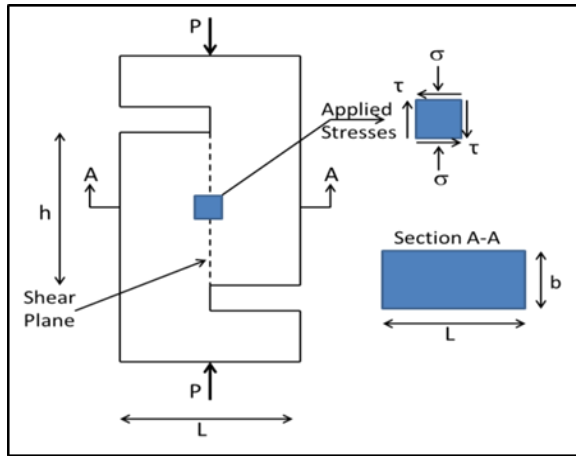 P
σ
τ
Applied
Stresses
τ
σ
A
A
h
Section A-A
b
Shear
Plane
L
P
L